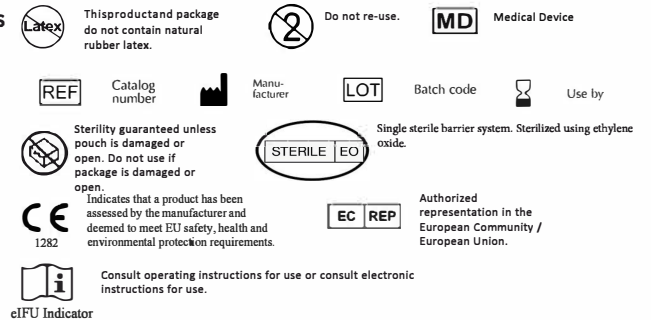 S
Latex
Thisproductand package
do not contain natural
rubber latex.
2
Do not re-use.
MD
Medical Device
REF
Catalog
number
Manu-
facturer
LOT
Batch code
Use by
Sterility guaranteed unless
pouch is damaged or
open. Do not use if
package is damaged or
open.
STERILE EO
Single sterile barrier system. Sterilized using ethylene
oxide.
CE
1282
Indicates that a product has been
assessed by the manufacturer and
deemed to meet EU safety, health and
environmental protection requirements.
EC REP
Authorized
representation in the
European Community /
European Union.
i
Consult operating instructions for use or consult electronic
instructions for use.
eIFU Indicator